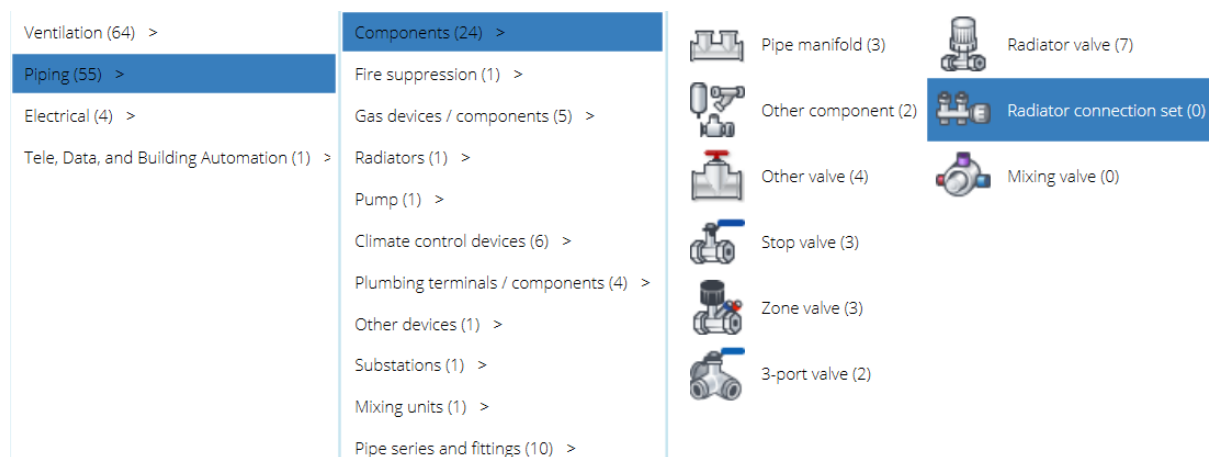 Ventilation (64) >
Piping (55) >
Electrical (4) >
Tele, Data, and Building Automation (1) >
Components (24) >
Fire suppression (1) >
Gas devices / components (5) >
Radiators (1) >
Pump (1) >
Climate control devices (6) >
Plumbing terminals / components (4) >
Other devices (1) >
Substations (1) >
Mixing units (1) >
Pipe series and fittings (10) >
Pipe manifold (3)
Other component (2)
Other valve (4)
Stop valve (3)
Zone valve (3)
3-port valve (2)
Radiator valve (7)
Radiator connection set (0)
Mixing valve (0)